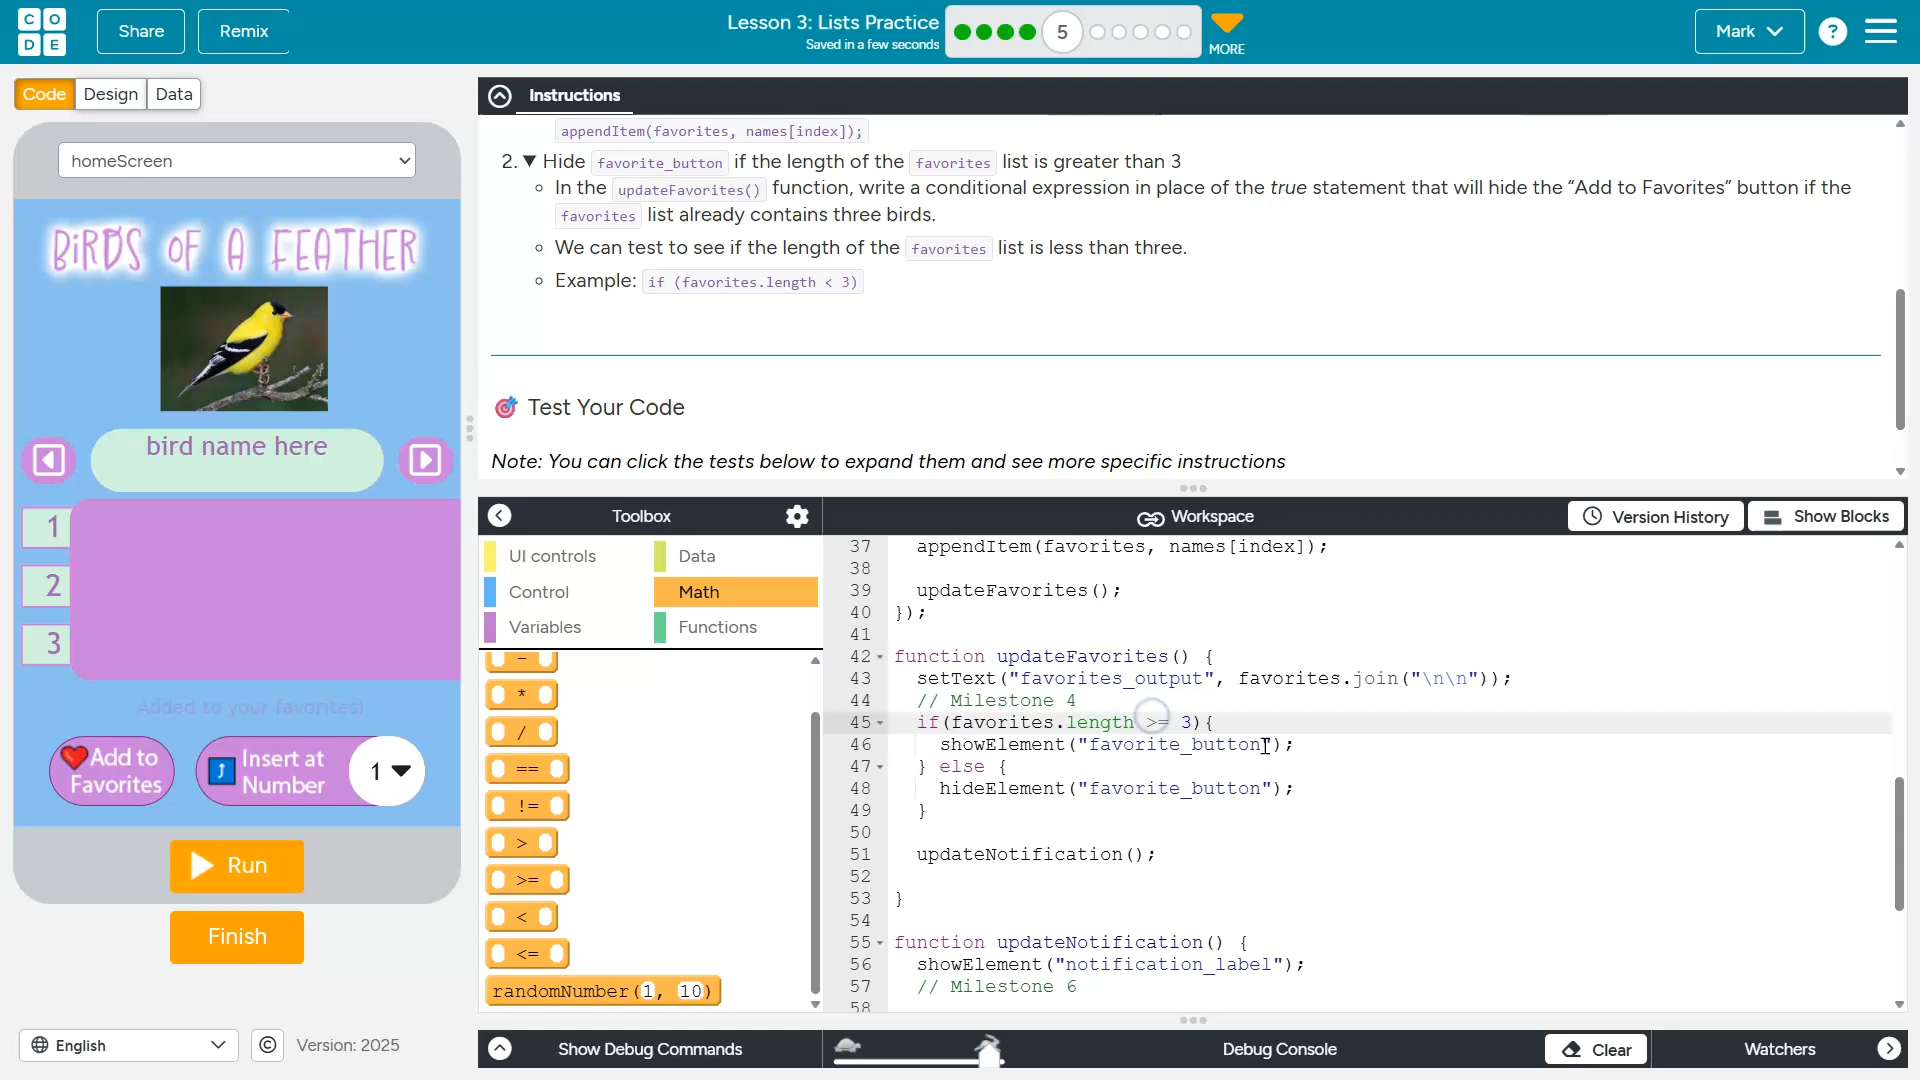 C O D E
Share
Remix
Lesson 3: Lists Practice
Saved in a few seconds
5
MORE
Mark
?
Code
Design
Data
Instructions
homeScreen
BiRDS OF A FEATHER
bird name here
1
2
3
Added to your favorites!
Add to Favorites
Insert at Number
1
Run
Finish
English
©
Version: 2025
appendItem(favorites, names[index]);
2. Hide favorite_button if the length of the favorites list is greater than 3
In the updateFavorites() function, write a conditional expression in place of the true statement that will hide the “Add to Favorites” button if the
favorites list already contains three birds.
We can test to see if the length of the favorites list is less than three.
Example: if (favorites.length < 3)
Test Your Code
Note: You can click the tests below to expand them and see more specific instructions
Toolbox
Workspace
Version History
Show Blocks
UI controls
Data
Control
Math
Variables
Functions
-
*
/
==
!=
>
>=
<
<=
randomNumber(1, 10)
37 appendItem(favorites, names[index]);
38
39 updateFavorites();
40 });
41
42 function updateFavorites() {
43 setText("favorites_output", favorites.join("\n\n"));
44 // Milestone 4
45 if(favorites.length >= 3){
46 showElement("favorite_button");
47 } else {
48 hideElement("favorite_button");
49 }
50
51 updateNotification();
52
53 }
54
55 function updateNotification() {
56 showElement("notification_label");
57 // Milestone 6
58
Show Debug Commands
Debug Console
Clear
Watchers